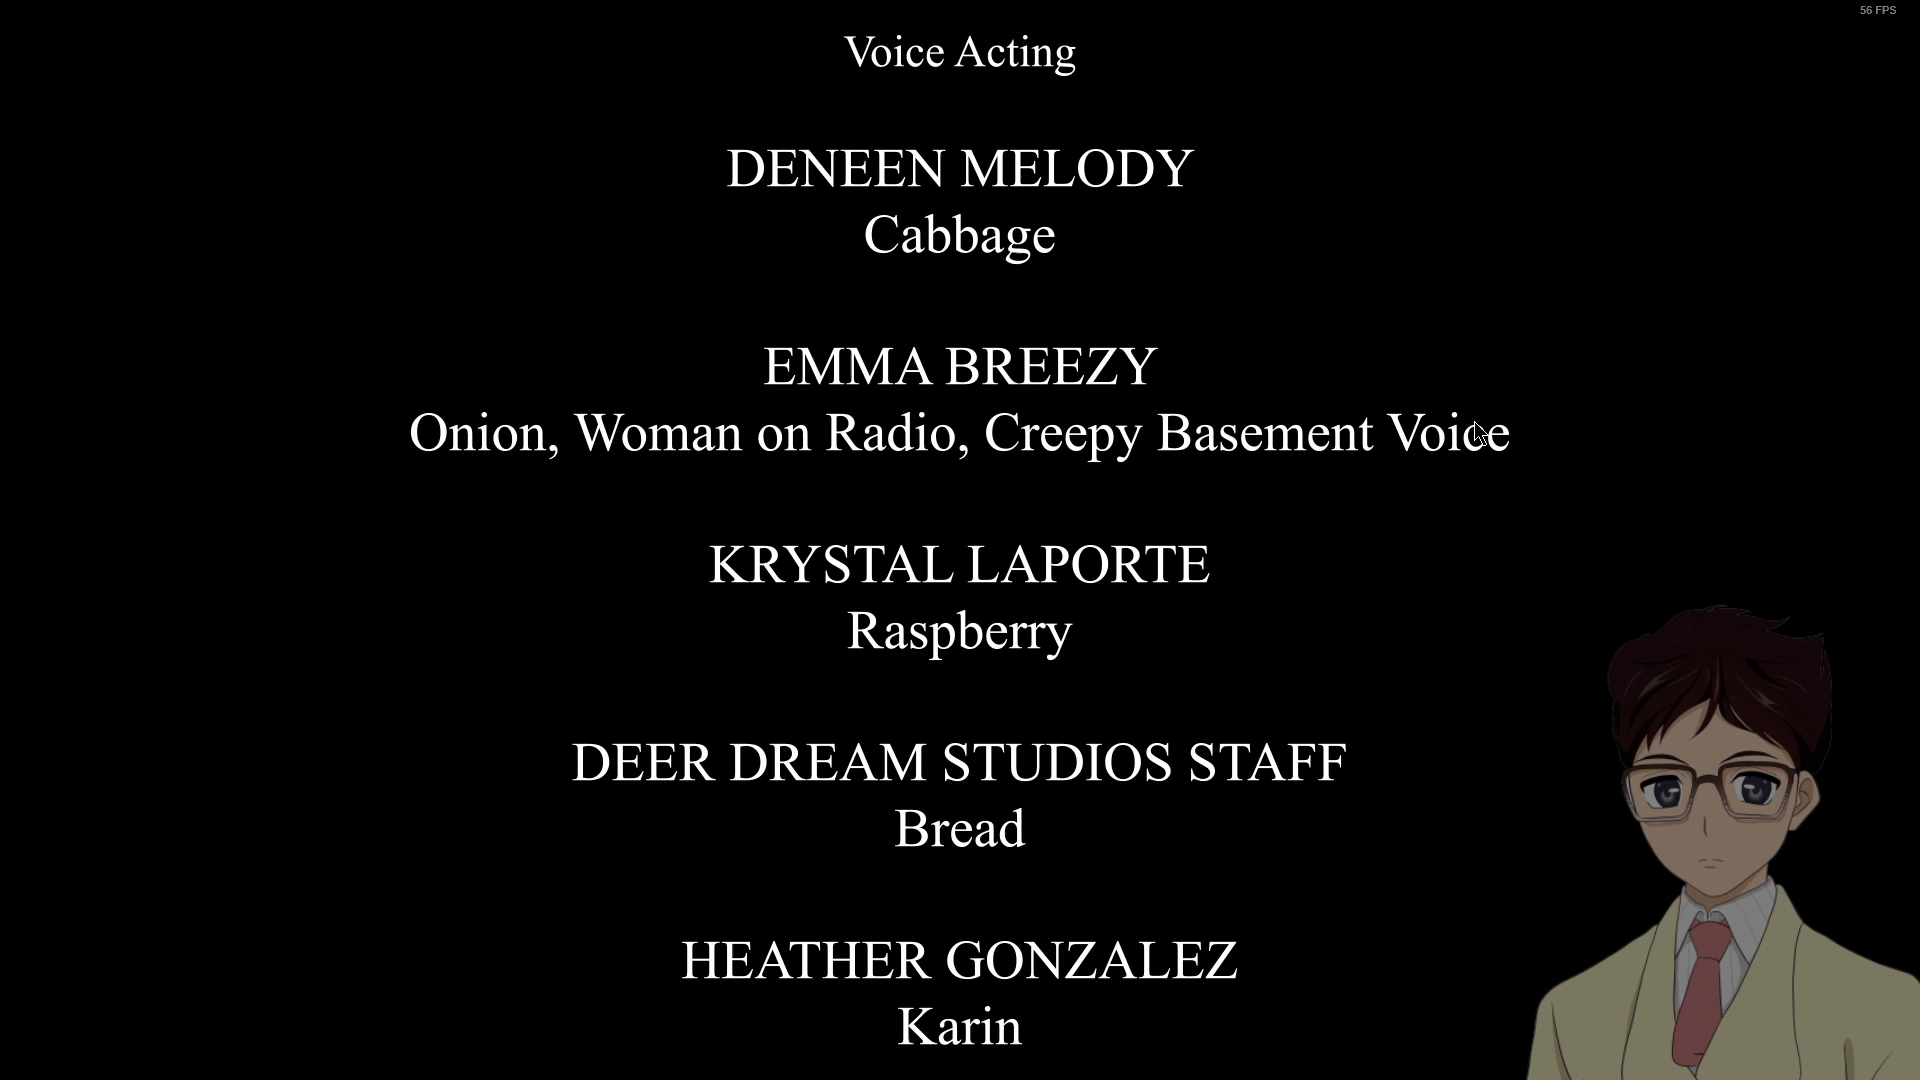 56 FPS
Voice Acting
DENEEN MELODY
Cabbage
EMMA BREEZY
Onion, Woman on Radio, Creepy Basement Voice
KRYSTAL LAPORTE
Raspberry
DEER DREAM STUDIOS STAFF
Bread
HEATHER GONZALEZ
Karin